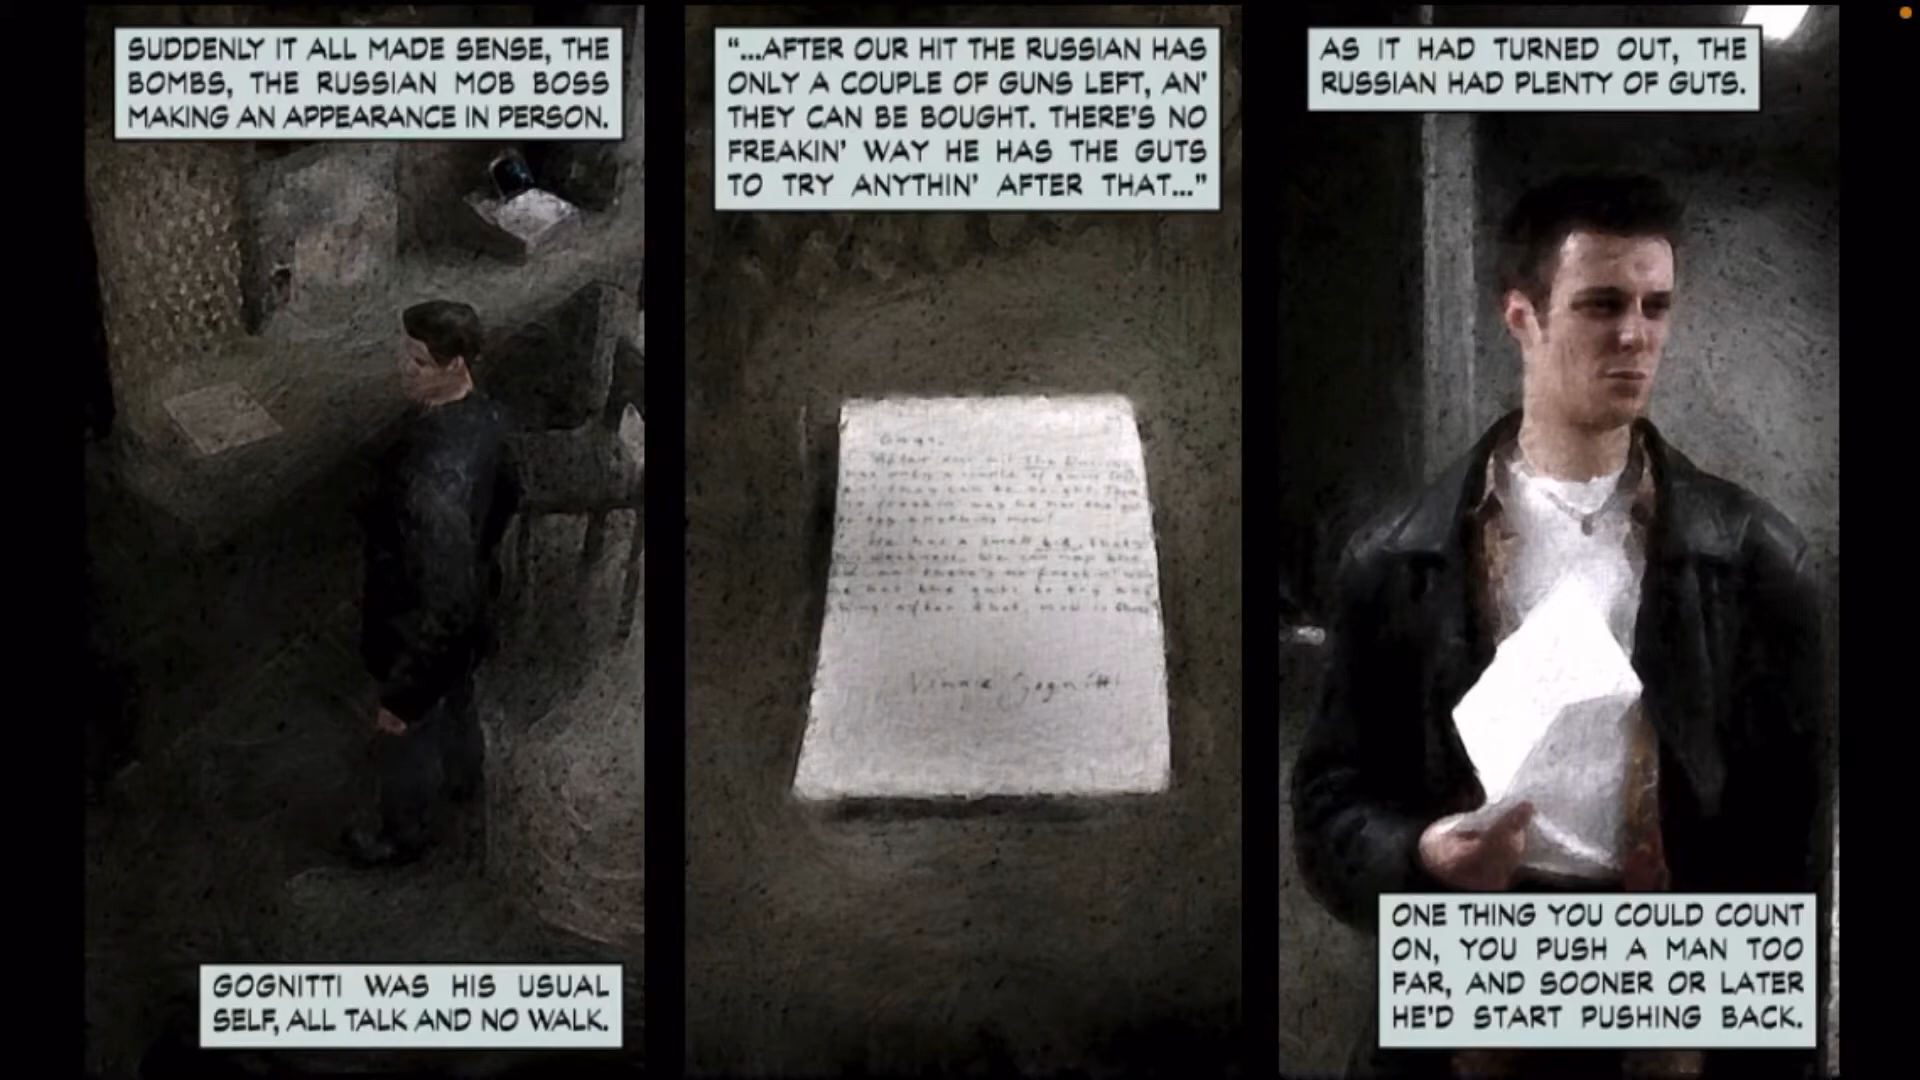 SUDDENLY IT ALL MADE SENSE, THE
BOMBS, THE RUSSIAN MOB BOSS
MAKING AN APPEARANCE IN PERSON.
GOGNITTI WAS HIS USUAL
SELF, ALL TALK AND NO WALK.
“...AFTER OUR HIT THE RUSSIAN HAS
ONLY A COUPLE OF GUNS LEFT, AN'
THEY CAN BE BOUGHT. THERE'S NO
FREAKIN' WAY HE HAS THE GUTS
TO TRY ANYTHIN' AFTER THAT...”
Vinnie Gognitti
AS IT HAD TURNED OUT, THE
RUSSIAN HAD PLENTY OF GUTS.
ONE THING YOU COULD COUNT
ON, YOU PUSH A MAN TOO
FAR, AND SOONER OR LATER
HE'D START PUSHING BACK.